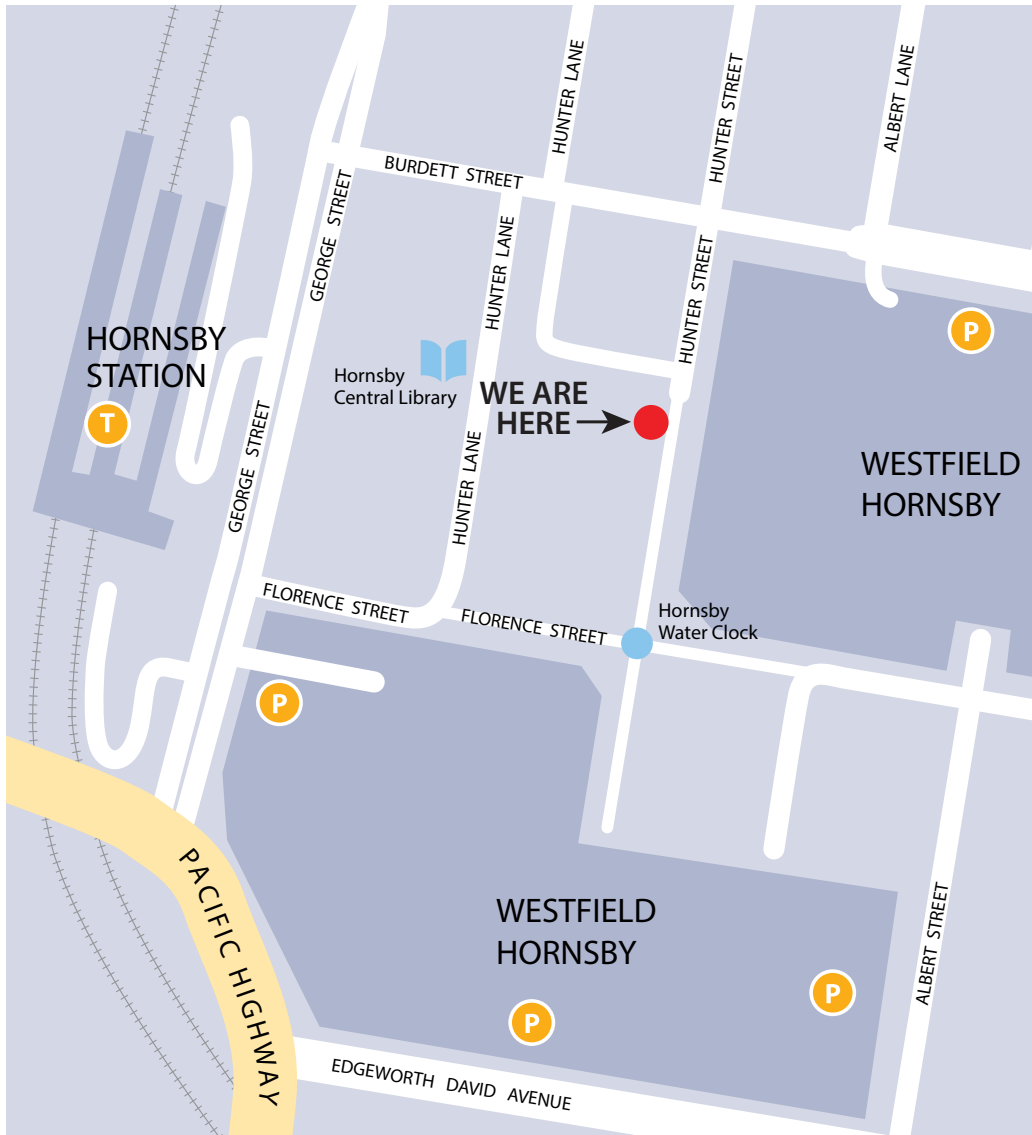 HUNTER LANE
HUNTER STREET
ALBERT LANE
BURDETT STREET
GEORGE STREET
HUNTER LANE
HUNTER STREET
HORNSBY
STATION
T
P
Hornsby
Central Library
WE ARE
HERE
GEORGE STREET
HUNTER LANE
WESTFIELD
HORNSBY
FLORENCE STREET
FLORENCE STREET
Hornsby
Water Clock
P
PACIFIC HIGHWAY
WESTFIELD
HORNSBY
ALBERT STREET
P
P
EDGEWORTH DAVID AVENUE